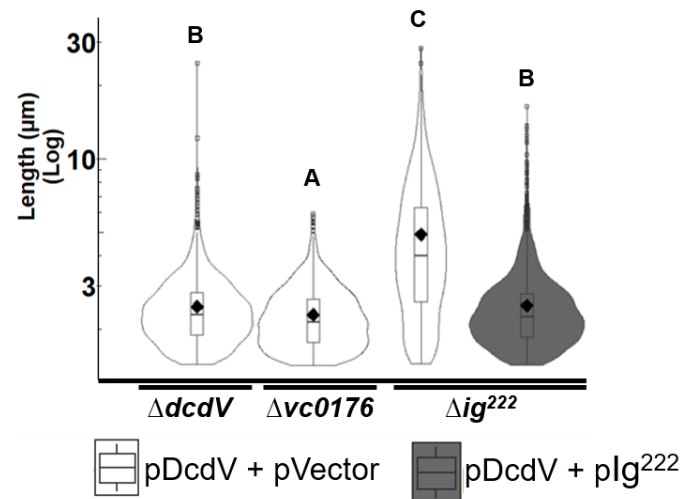 C
B
30
B
Length (µm)
(Log)
10
A
3
ΔdcdV Δvc0176 Δig²²²
pDcdV + pVector pDcdV + pIg²²²